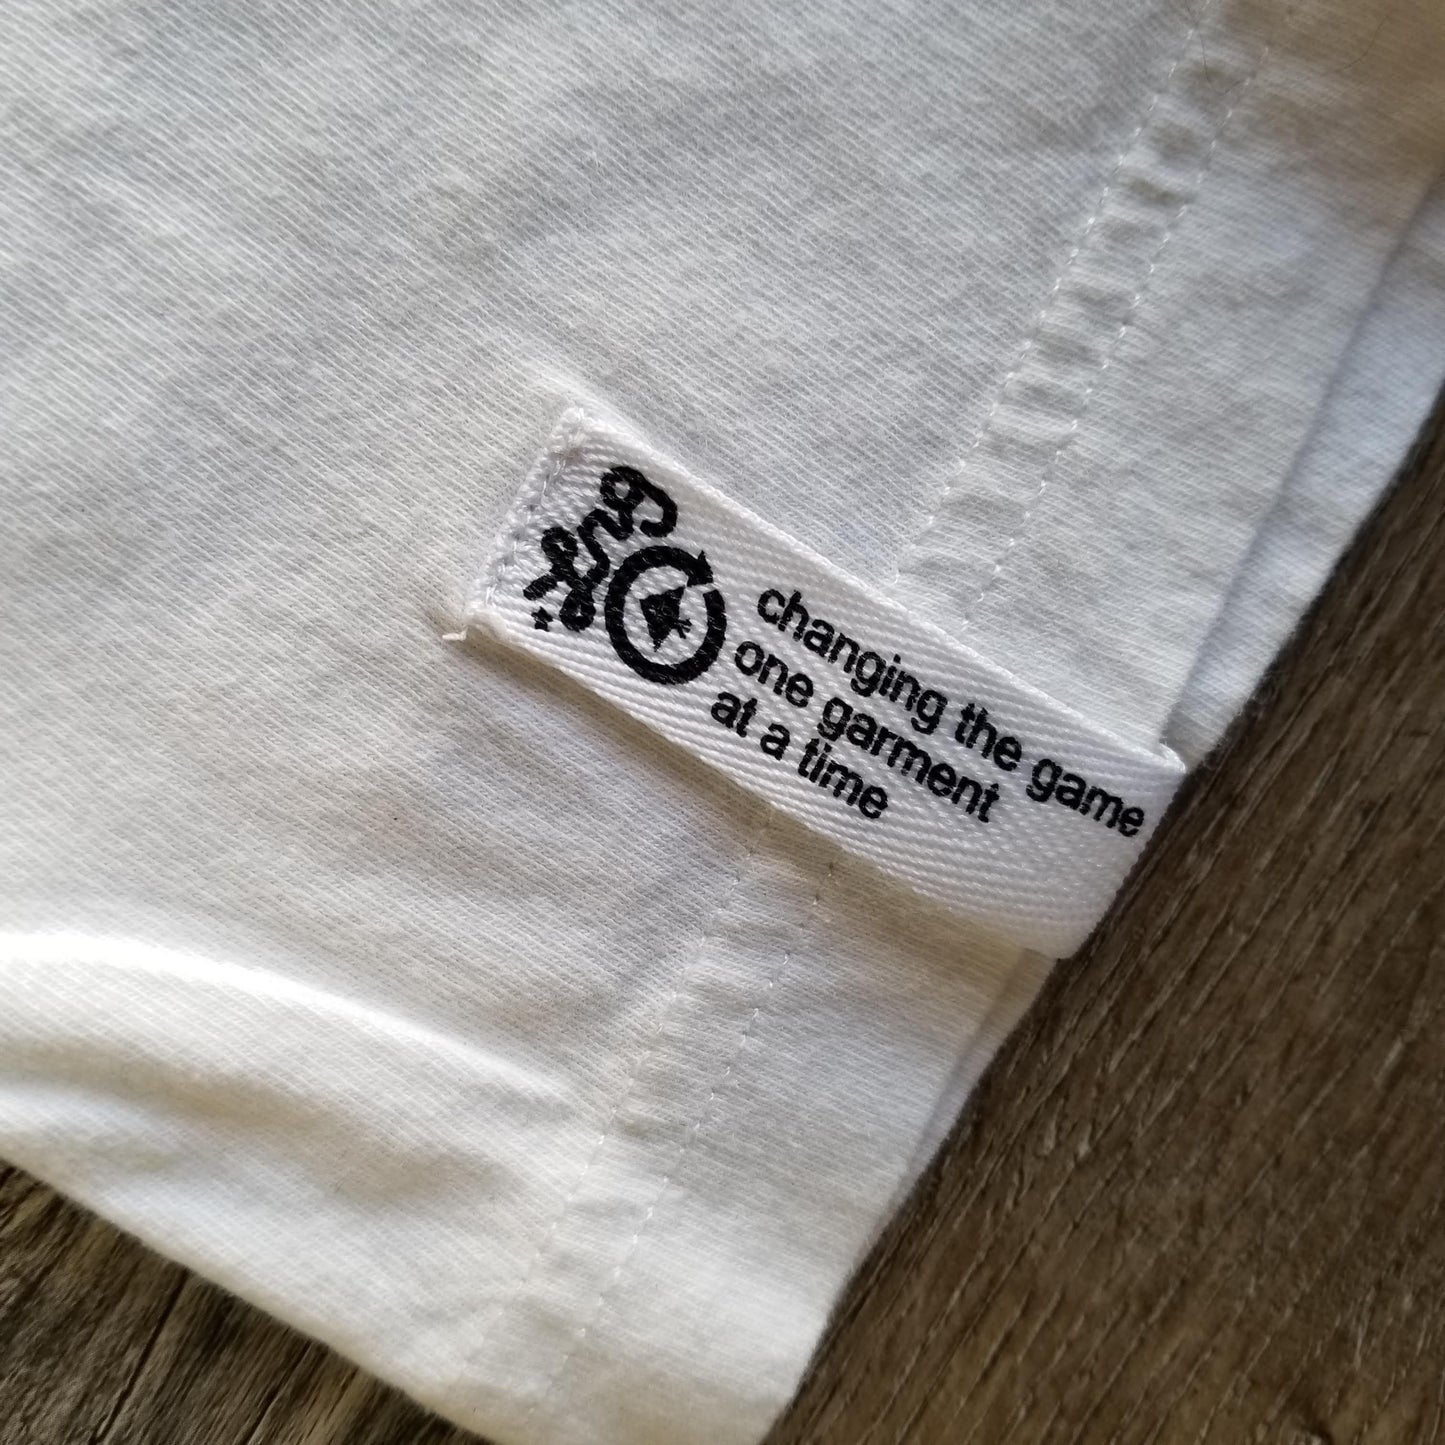 changing the game
one garment
at a time